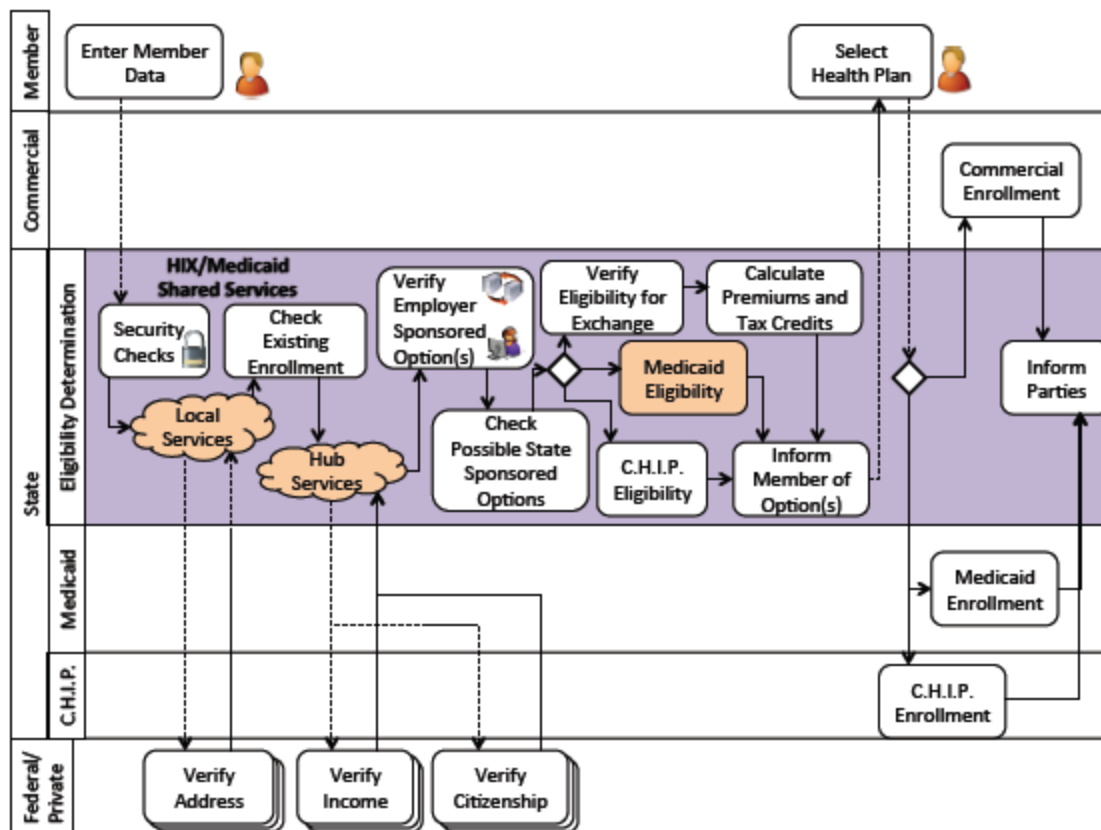 Member
Enter Member
Data
Select
Health Plan
Commercial
Commercial
Enrollment
State
Eligibility Determination
HIX/Medicaid
Shared Services
Security
Checks
Check
Existing
Enrollment
Verify
Employer
Sponsored
Option(s)
Verify
Eligibility for
Exchange
Calculate
Premiums and
Tax Credits
Medicaid
Eligibility
Inform
Parties
Local
Services
Hub
Services
Check
Possible State
Sponsored
Options
C.H.I.P.
Eligibility
Inform
Member of
Option(s)
Medicaid
Medicaid
Enrollment
C.H.I.P.
C.H.I.P.
Enrollment
Federal/
Private
Verify
Address
Verify
Income
Verify
Citizenship